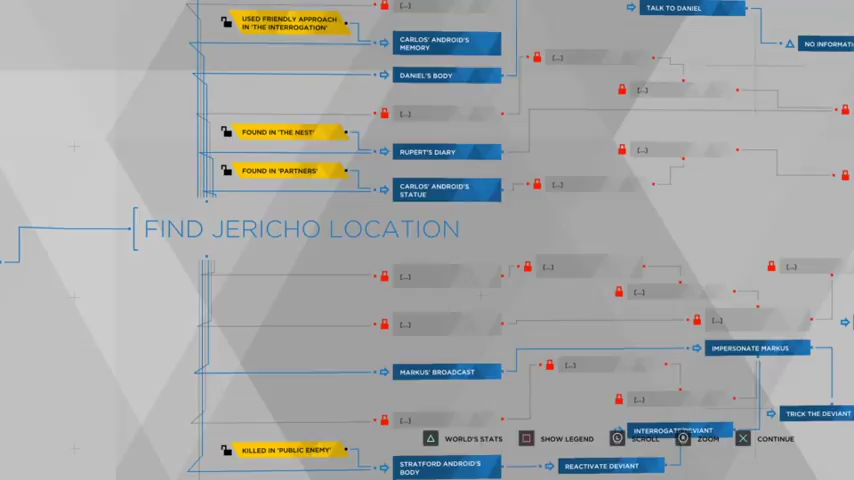 [...]
TALK TO DANIEL
USED FRIENDLY APPROACH
IN 'THE INTERROGATION'
CARLOS' ANDROID'S
MEMORY
NO INFORMATI
[...]
DANIEL'S BODY
[...]
[...]
FOUND IN 'THE NEST'
RUPERT'S DIARY
[...]
FOUND IN 'PARTNERS'
CARLOS' ANDROID'S
STATUE
[...]
FIND JERICHO LOCATION
[...]
[...]
[...]
[...]
[...]
[...]
IMPERSONATE MARKUS
MARKUS' BROADCAST
[...]
[...]
TRICK THE DEVIANT
[...]
INTERROGATE DEVIANT
WORLD'S STATS
SHOW LEGEND
L
SCROLL
R
ZOOM
CONTINUE
KILLED IN 'PUBLIC ENEMY'
STRATFORD ANDROID'S
BODY
REACTIVATE DEVIANT